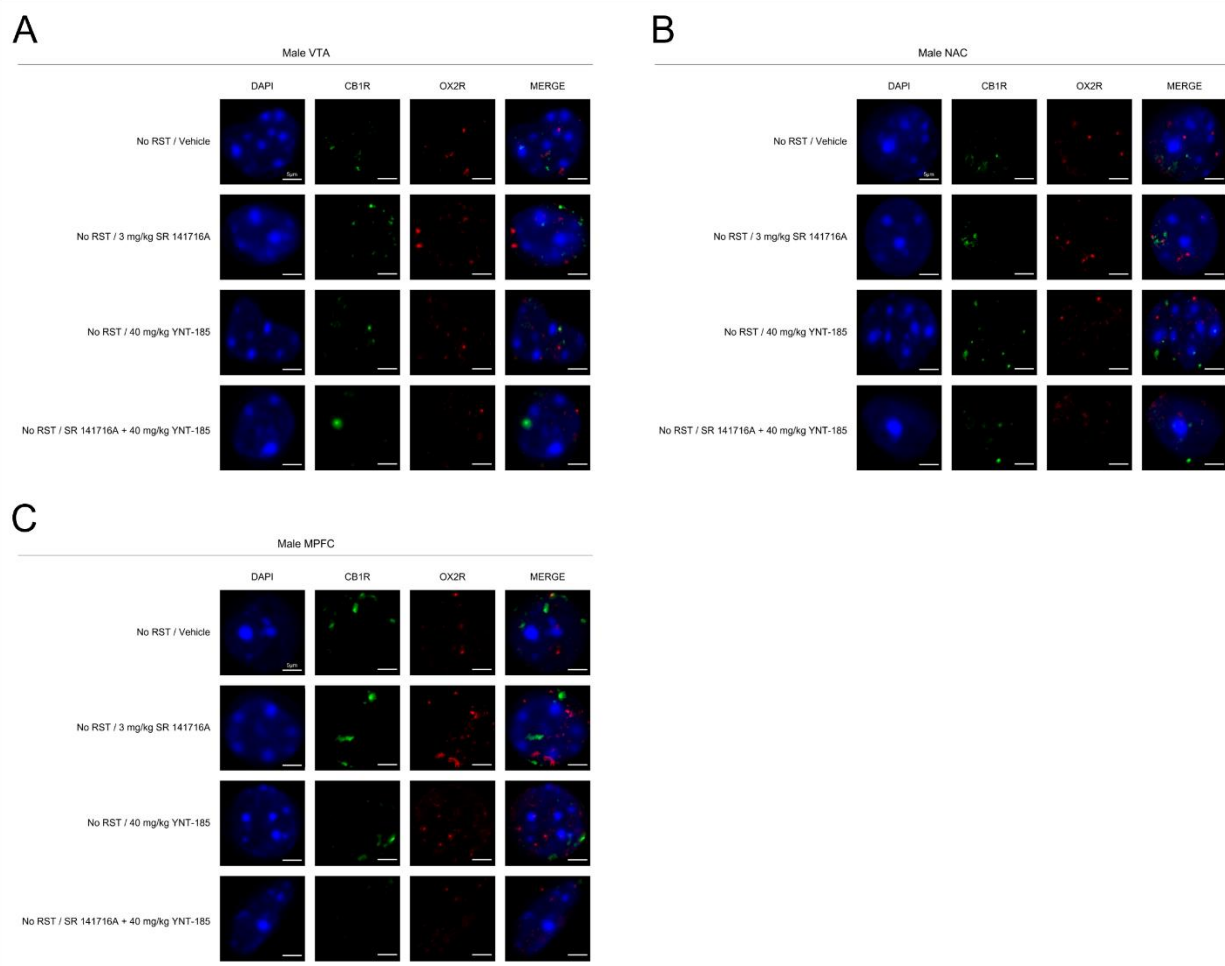 A
Male VTA
DAPI CB1R OX2R MERGE
No RST / Vehicle
5μm
No RST / 3 mg/kg SR 141716A
No RST / 40 mg/kg YNT-185
No RST / SR 141716A + 40 mg/kg YNT-185
B
Male NAC
DAPI CB1R OX2R MERGE
No RST / Vehicle
5μm
No RST / 3 mg/kg SR 141716A
No RST / 40 mg/kg YNT-185
No RST / SR 141716A + 40 mg/kg YNT-185
C
Male MPFC
DAPI CB1R OX2R MERGE
No RST / Vehicle
5μm
No RST / 3 mg/kg SR 141716A
No RST / 40 mg/kg YNT-185
No RST / SR 141716A + 40 mg/kg YNT-185